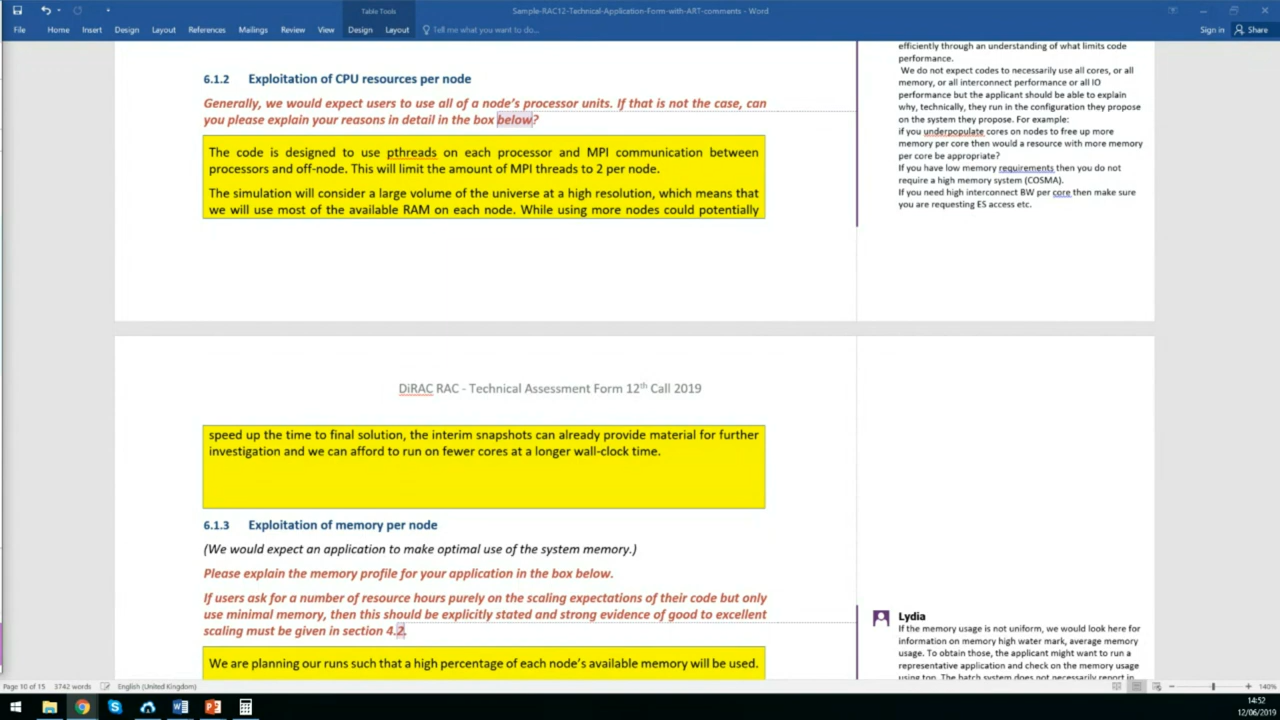 Table Tools
Sample-RAC12-Technical-Application-Form-with-ART-comments - Word
File Home Insert Design Layout References Mailings Review View Design Layout Tell me what you want to do... Sign in Share
6.1.2 Exploitation of CPU resources per node
Generally, we would expect users to use all of a node's processor units. If that is not the case, can
you please explain your reasons in detail in the box below?
The code is designed to use pthreads on each processor and MPI communication between
processors and off-node. This will limit the amount of MPI threads to 2 per node.
The simulation will consider a large volume of the universe at a high resolution, which means that
we will use most of the available RAM on each node. While using more nodes could potentially
efficiently through an understanding of what limits code
performance.
We do not expect codes to necessarily use all cores, or all
memory, or all interconnect performance or all IO
performance but the applicant should be able to explain
why, technically, they run in the configuration they propose
on the system they propose. For example:
if you underpopulate cores on nodes to free up more
memory per core then would a resource with more memory
per core be appropriate?
If you have low memory requirements then you do not
require a high memory system (COSMA).
If you need high interconnect BW per core then make sure
you are requesting ES access etc.
DiRAC RAC - Technical Assessment Form 12th Call 2019
speed up the time to final solution, the interim snapshots can already provide material for further
investigation and we can afford to run on fewer cores at a longer wall-clock time.
6.1.3 Exploitation of memory per node
(We would expect an application to make optimal use of the system memory.)
Please explain the memory profile for your application in the box below.
If users ask for a number of resource hours purely on the scaling expectations of their code but only
use minimal memory, then this should be explicitly stated and strong evidence of good to excellent
scaling must be given in section 4.2.
We are planning our runs such that a high percentage of each node's available memory will be used.
Lydia
If the memory usage is not uniform, we would look here for
information on memory high water mark, average memory
usage. To obtain those, the applicant might want to run a
representative application and check on the memory usage
using top. The batch system does not necessarily report in
Page 10 of 15 3742 words English (United Kingdom) 140%
14:52
12/06/2019